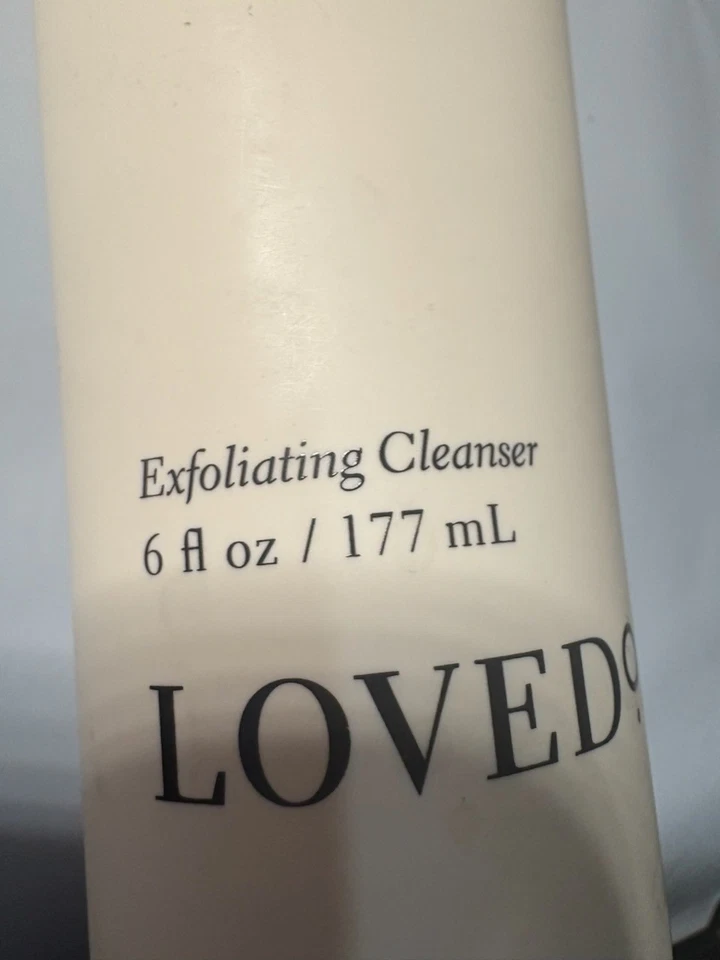 Exfoliating Cleanser
6 fl oz / 177 mL
LOVED